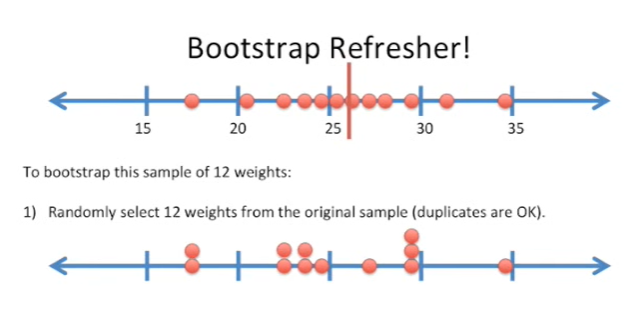 Bootstrap Refresher!
15 20 25 30 35
To bootstrap this sample of 12 weights:
1) Randomly select 12 weights from the original sample (duplicates are OK).